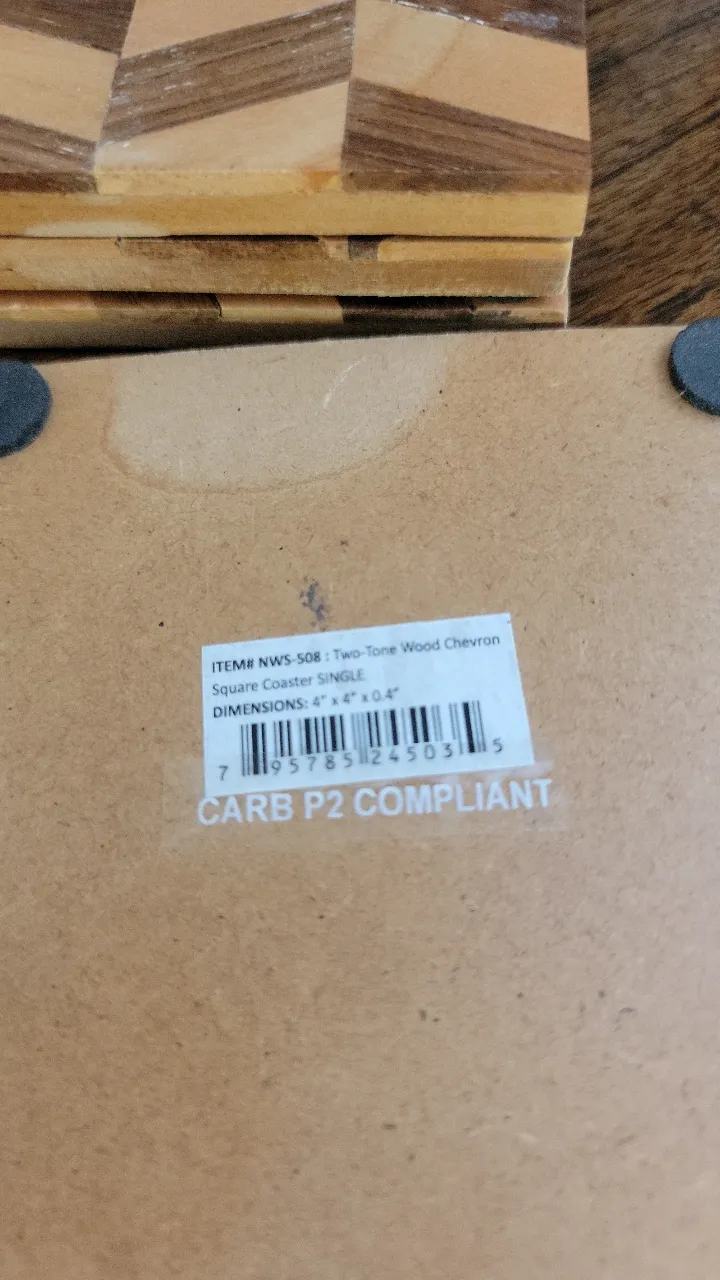 ITEM# NWS-508 : Two-Tone Wood Chevron
Square Coaster SINGLE
DIMENSIONS: 4" x 4" x 0.4"
7 95785 24503 5
CARB P2 COMPLIANT